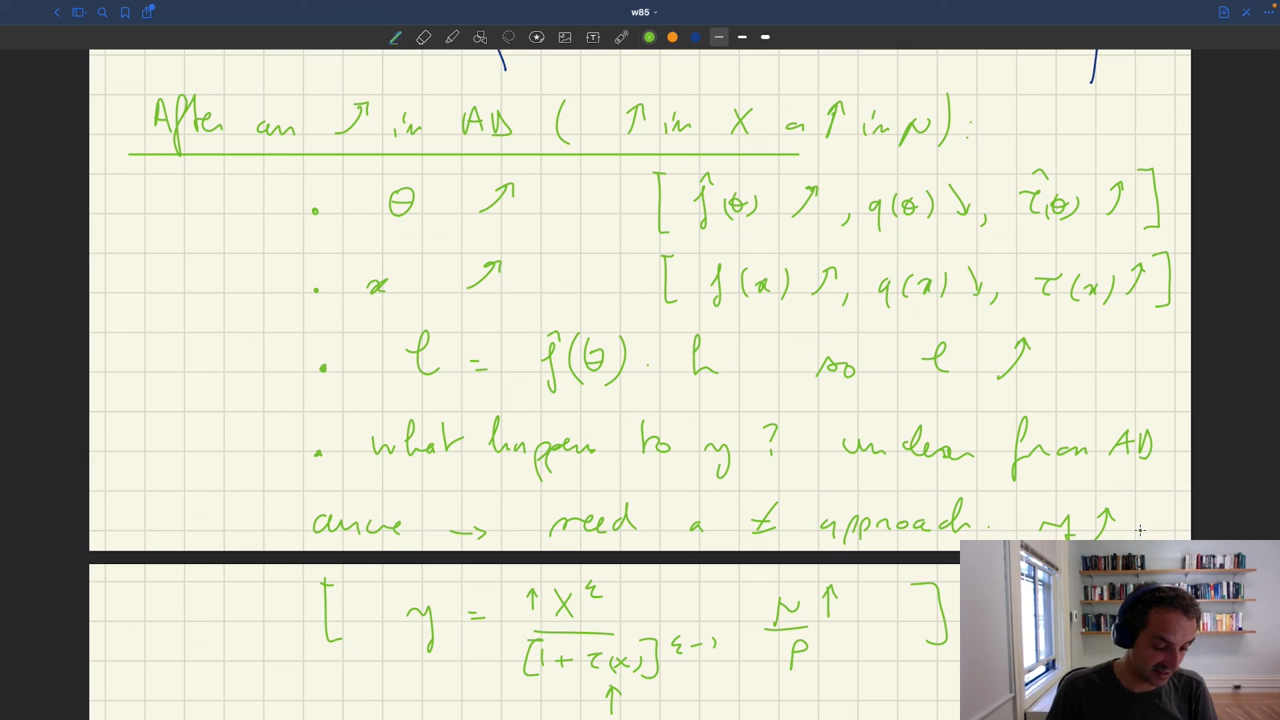 w85
After an ↗ in AD ( ↑ in X or ↑ in μ) :
• θ ↗ [ f̂(θ) ↗, q(θ) ↘, τ̂(θ) ↗ ]
• x ↗ [ f(x) ↗, q(x) ↘, τ(x) ↗ ]
• l = f̂(θ) . h so l ↗
• what happen to y ? unclear from AD
curve → need a ≠ approach. y ↑
[ y = ↑ X^ε / [1 + τ(x)]^(ε-1) μ/P ↑ ]
↑